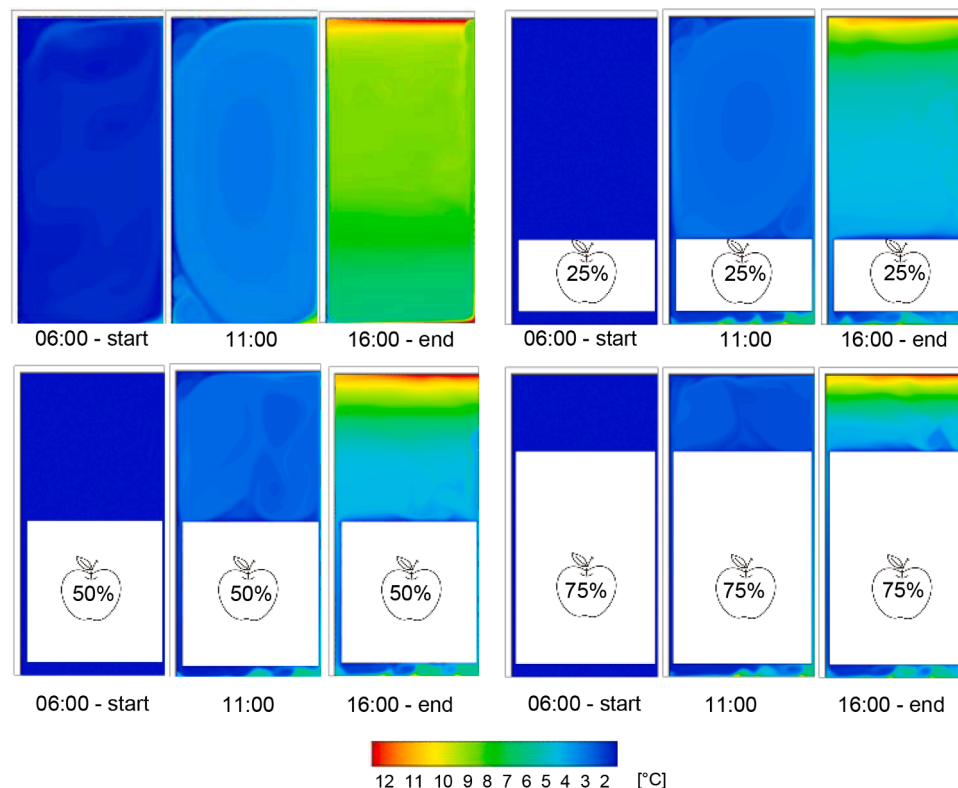 25% 25% 25%
06:00 - start 11:00 16:00 - end 06:00 - start 11:00 16:00 - end
50% 50% 50% 75% 75% 75%
06:00 - start 11:00 16:00 - end 06:00 - start 11:00 16:00 - end
12 11 10 9 8 7 6 5 4 3 2 [°C]